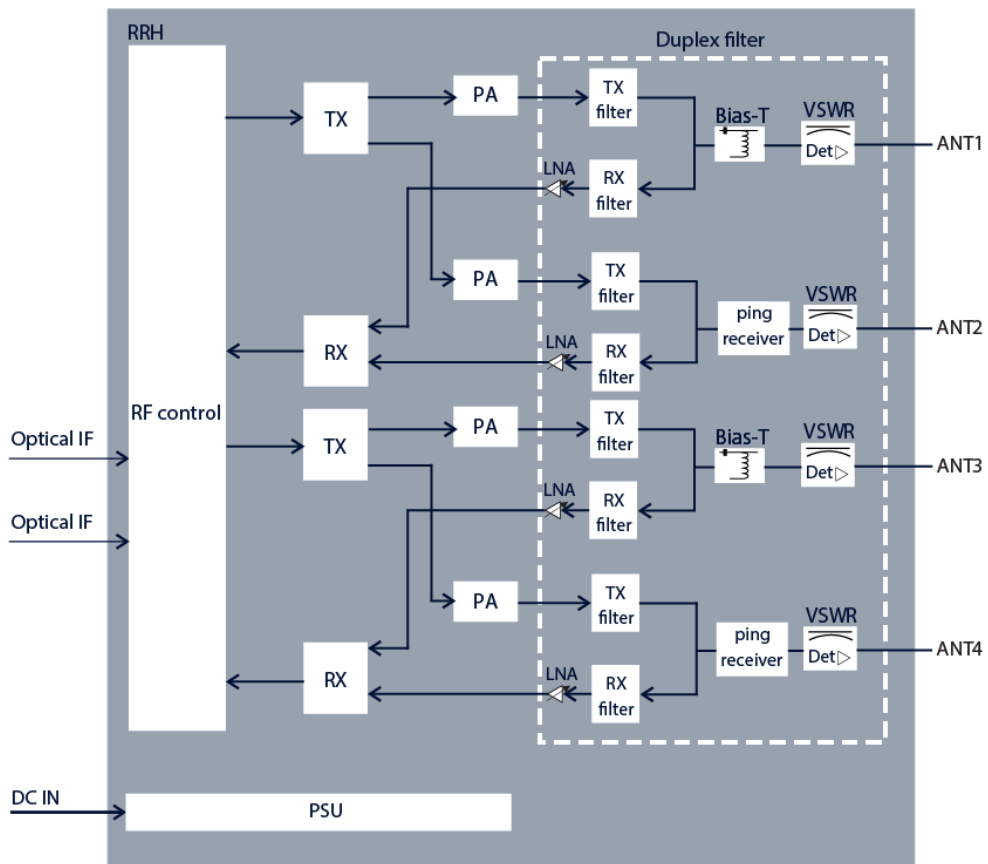 RRH
Duplex filter
TX
PA
TX
filter
Bias-T
VSWR
Det
ANT1
LNA
RX
filter
PA
TX
filter
ping
receiver
VSWR
Det
ANT2
RX
LNA
RX
filter
RF control
Optical IF
Optical IF
TX
PA
TX
filter
Bias-T
VSWR
Det
ANT3
LNA
RX
filter
PA
TX
filter
ping
receiver
VSWR
Det
ANT4
RX
LNA
RX
filter
DC IN
PSU